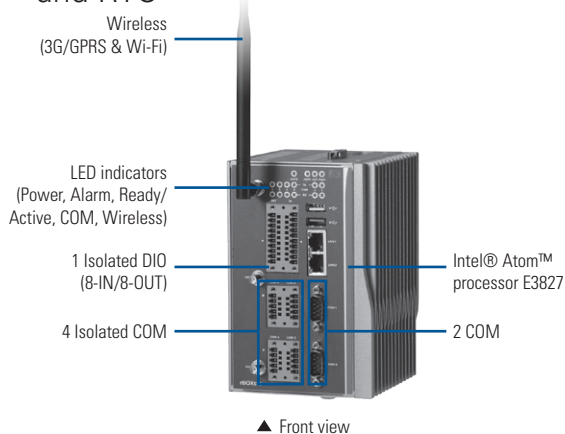 Wireless
(3G/GPRS & Wi-Fi)
LED indicators
(Power, Alarm, Ready/
Active, COM, Wireless)
1 Isolated DIO
(8-IN/8-OUT)
4 Isolated COM
Intel® Atom™
processor E3827
2 COM
▲ Front view